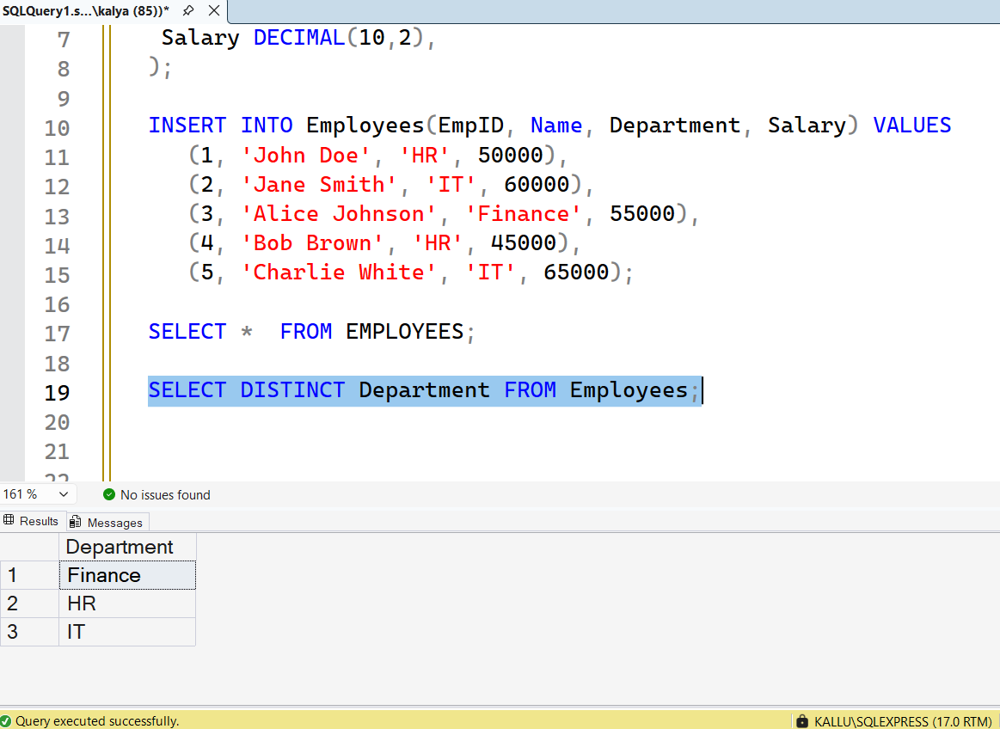 SQLQuery1.s...\kalya (85))*
7 Salary DECIMAL(10,2),
8 );
9
10 INSERT INTO Employees(EmpID, Name, Department, Salary) VALUES
11 (1, 'John Doe', 'HR', 50000),
12 (2, 'Jane Smith', 'IT', 60000),
13 (3, 'Alice Johnson', 'Finance', 55000),
14 (4, 'Bob Brown', 'HR', 45000),
15 (5, 'Charlie White', 'IT', 65000);
16
17 SELECT *  FROM EMPLOYEES;
18
19 SELECT DISTINCT Department FROM Employees;
20
21
22
161 % No issues found
Results Messages
Department
1 Finance
2 HR
3 IT
Query executed successfully. KALLU\SQLEXPRESS (17.0 RTM)